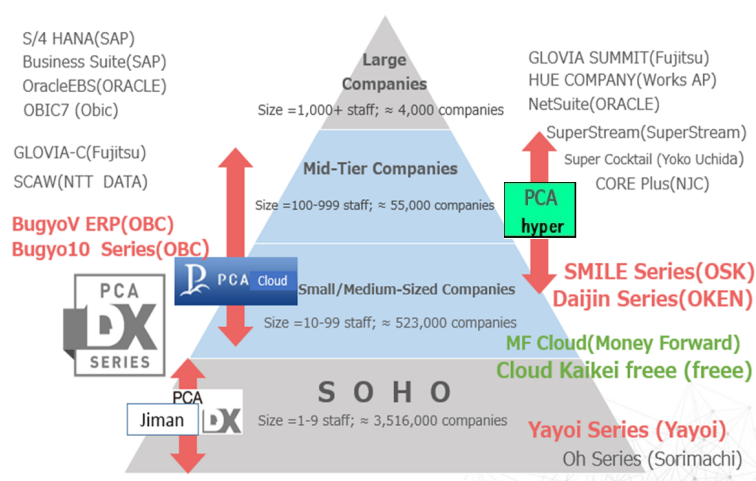 S/4 HANA(SAP)
Business Suite(SAP)
OracleEBS(ORACLE)
OBIC7 (Obic)
GLOVIA-C(Fujitsu)
SCAW(NTT DATA)
BugyoV ERP(OBC)
Bugyo10 Series(OBC)
PCA
DX
SERIES
PCA Cloud
PCA
Jiman DX
Large
Companies
Size =1,000+ staff; ≈ 4,000 companies
Mid-Tier Companies
Size =100-999 staff; ≈ 55,000 companies
Small/Medium-Sized Companies
Size =10-99 staff; ≈ 523,000 companies
S O H O
Size =1-9 staff; ≈ 3,516,000 companies
GLOVIA SUMMIT(Fujitsu)
HUE COMPANY(Works AP)
NetSuite(ORACLE)
SuperStream(SuperStream)
Super Cocktail (Yoko Uchida)
CORE Plus(NJC)
PCA
hyper
SMILE Series(OSK)
Daijin Series(OKEN)
MF Cloud(Money Forward)
Cloud Kaikei freee (freee)
Yayoi Series (Yayoi)
Oh Series (Sorimachi)